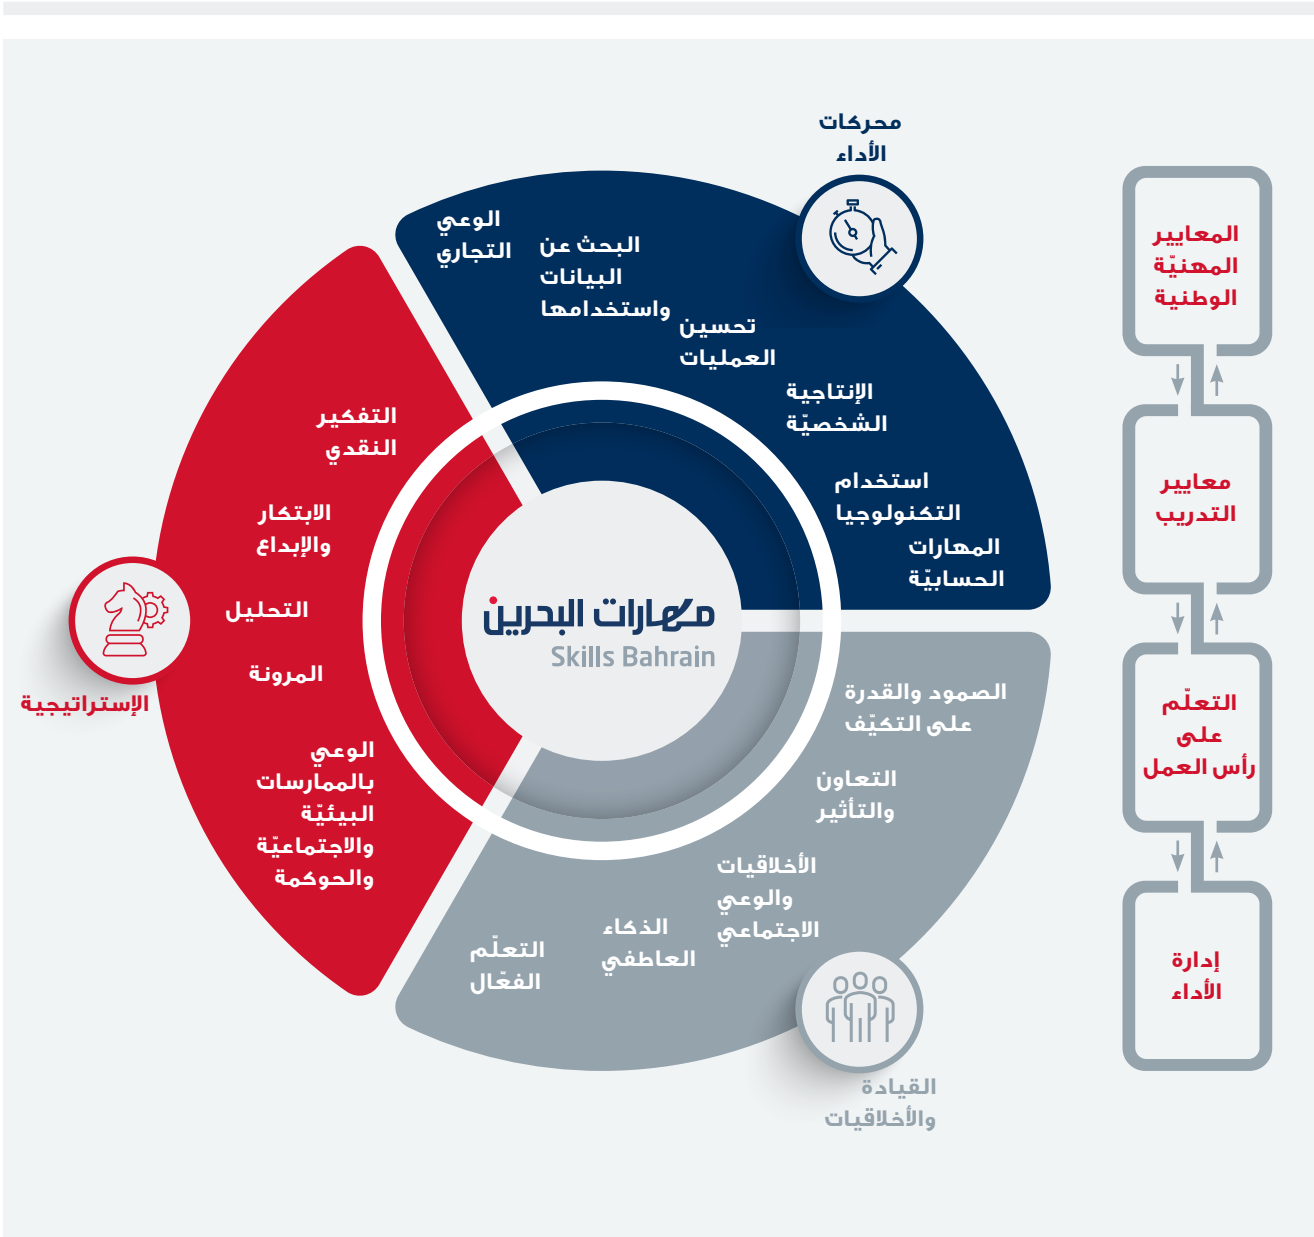 محركات
الأداء
الوعي
التجاري
البحث عن
البيانات
واستخدامها
تحسين
العمليات
الإنتاجية
الشخصيّة
استخدام
التكنولوجيا
المهارات
الحسابيّة
التفكير
النقدي
الابتكار
والإبداع
التحليل
المرونة
الوعي
بالممارسات
البيئيّة
والاجتماعيّة
والحوكمة
الإستراتيجية
مهارات البحرين
Skills Bahrain
الصمود والقدرة
على التكيّف
التعاون
والتأثير
الأخلاقيات
والوعي
الاجتماعي
الذكاء
العاطفي
التعلّم
الفعّال
القيادة
والأخلاقيات
المعايير
المهنيّة
الوطنية
معايير
التدريب
التعلّم
على
رأس العمل
إدارة
الأداء